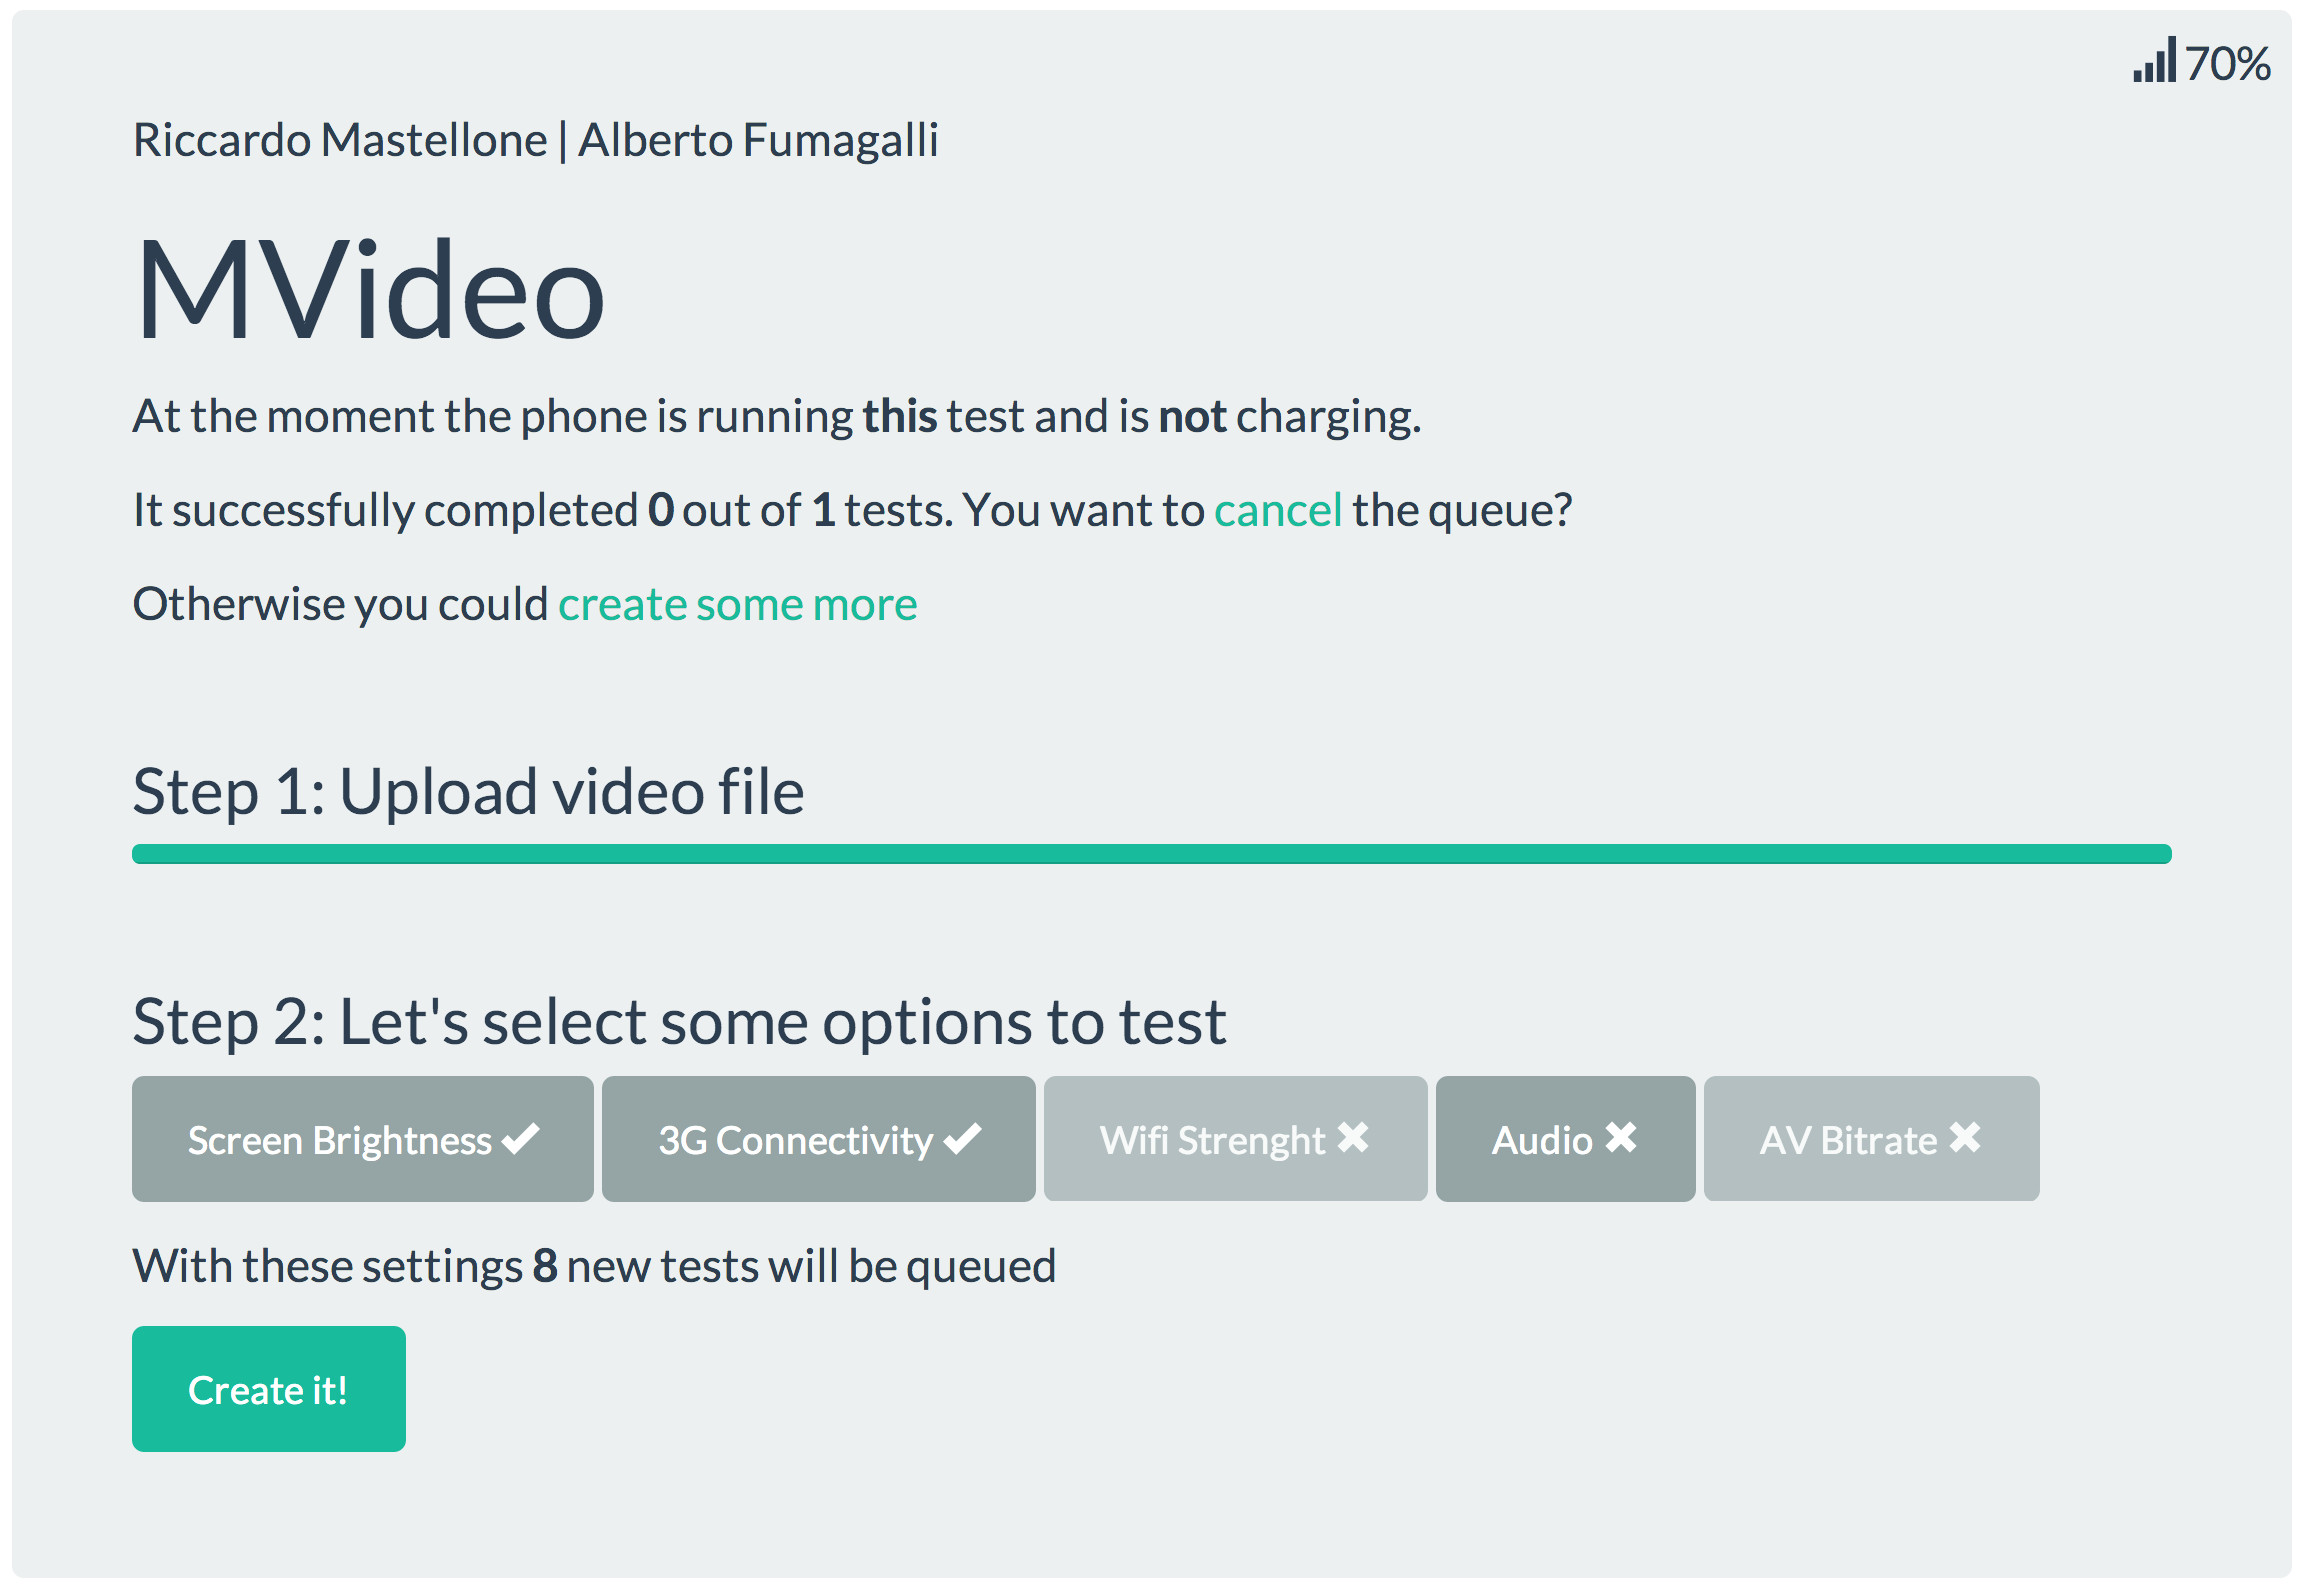 70%
Riccardo Mastellone | Alberto Fumagalli
MVideo
At the moment the phone is running this test and is not charging.
It successfully completed 0 out of 1 tests. You want to cancel the queue?
Otherwise you could create some more
Step 1: Upload video file
Step 2: Let's select some options to test
Screen Brightness ✔ 3G Connectivity ✔ Wifi Strenght ✖ Audio ✖ AV Bitrate ✖
With these settings 8 new tests will be queued
Create it!